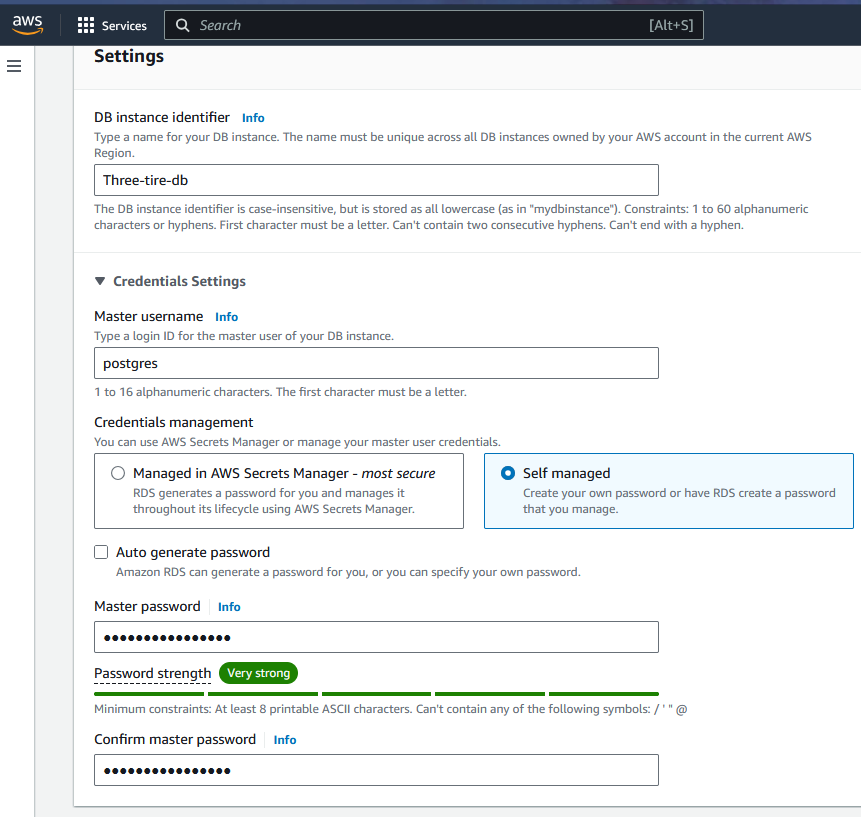 aws
Services
Search
[Alt+S]
Settings
DB instance identifier Info
Type a name for your DB instance. The name must be unique across all DB instances owned by your AWS account in the current AWS
Region.
Three-tire-db
The DB instance identifier is case-insensitive, but is stored as all lowercase (as in "mydbinstance"). Constraints: 1 to 60 alphanumeric
characters or hyphens. First character must be a letter. Can't contain two consecutive hyphens. Can't end with a hyphen.
Credentials Settings
Master username Info
Type a login ID for the master user of your DB instance.
postgres
1 to 16 alphanumeric characters. The first character must be a letter.
Credentials management
You can use AWS Secrets Manager or manage your master user credentials.
Managed in AWS Secrets Manager - most secure
RDS generates a password for you and manages it
throughout its lifecycle using AWS Secrets Manager.
Self managed
Create your own password or have RDS create a password
that you manage.
Auto generate password
Amazon RDS can generate a password for you, or you can specify your own password.
Master password Info
••••••••••••••••
Password strength Very strong
Minimum constraints: At least 8 printable ASCII characters. Can't contain any of the following symbols: / ' " @
Confirm master password Info
••••••••••••••••